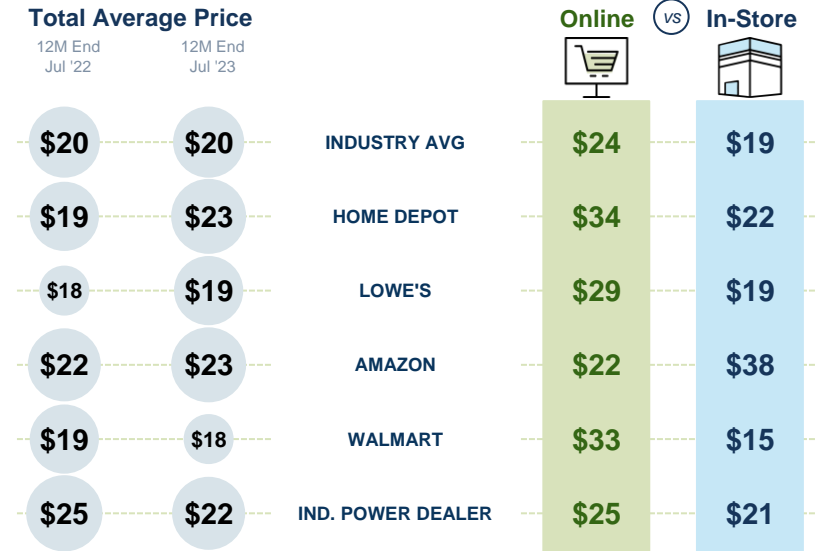 Total Average Price
Online VS In-Store
12M End 12M End
Jul '22 Jul '23
$20 $20 INDUSTRY AVG $24 $19
$19 $23 HOME DEPOT $34 $22
$18 $19 LOWE'S $29 $19
$22 $23 AMAZON $22 $38
$19 $18 WALMART $33 $15
$25 $22 IND. POWER DEALER $25 $21